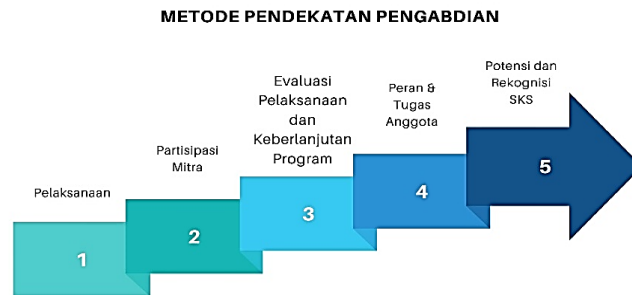 METODE PENDEKATAN PENGABDIAN
Pelaksanaan
1
Partisipasi
Mitra
2
Evaluasi
Pelaksanaan
dan
Keberlanjutan
Program
3
Peran &
Tugas
Anggota
4
Potensi dan
Rekognisi
SKS
5